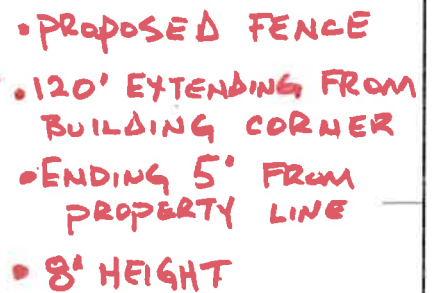 • PROPOSED FENCE
• 120' EXTENDING FROM
BUILDING CORNER
• ENDING 5' FROM
PROPERTY LINE
• 8' HEIGHT